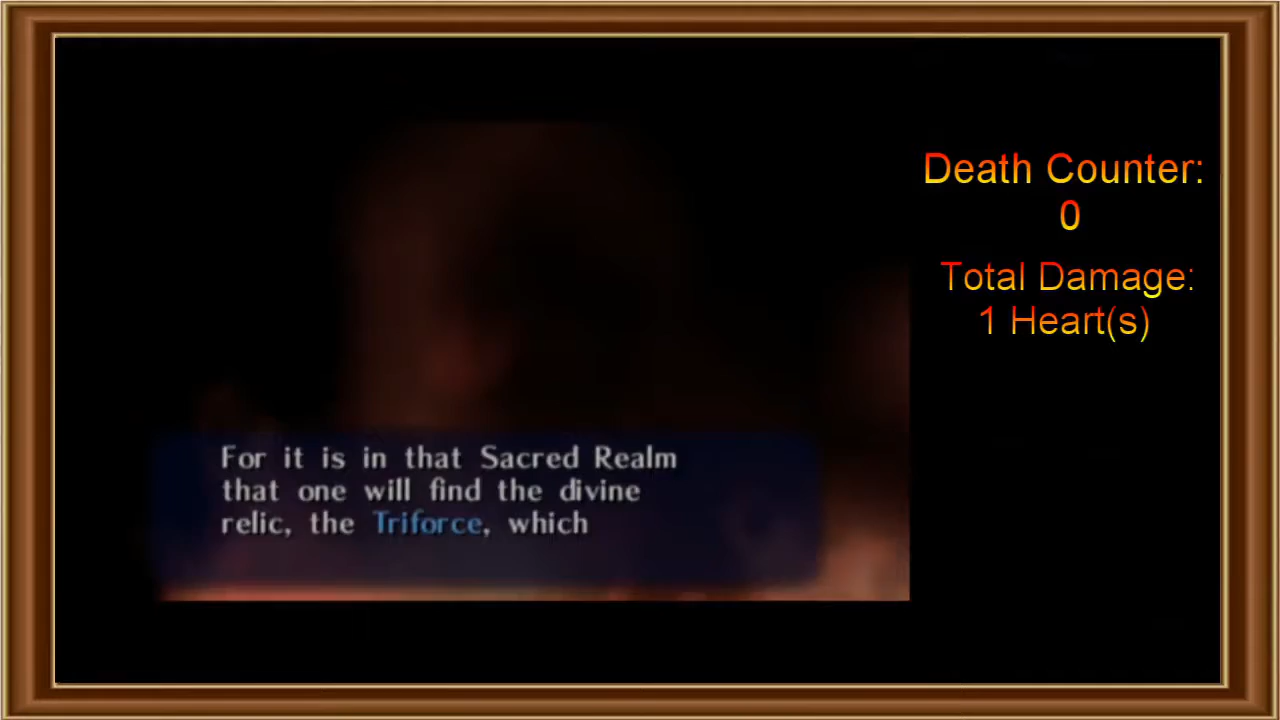 Death Counter:
0
Total Damage:
1 Heart(s)
For it is in that Sacred Realm
that one will find the divine
relic, the Triforce, which